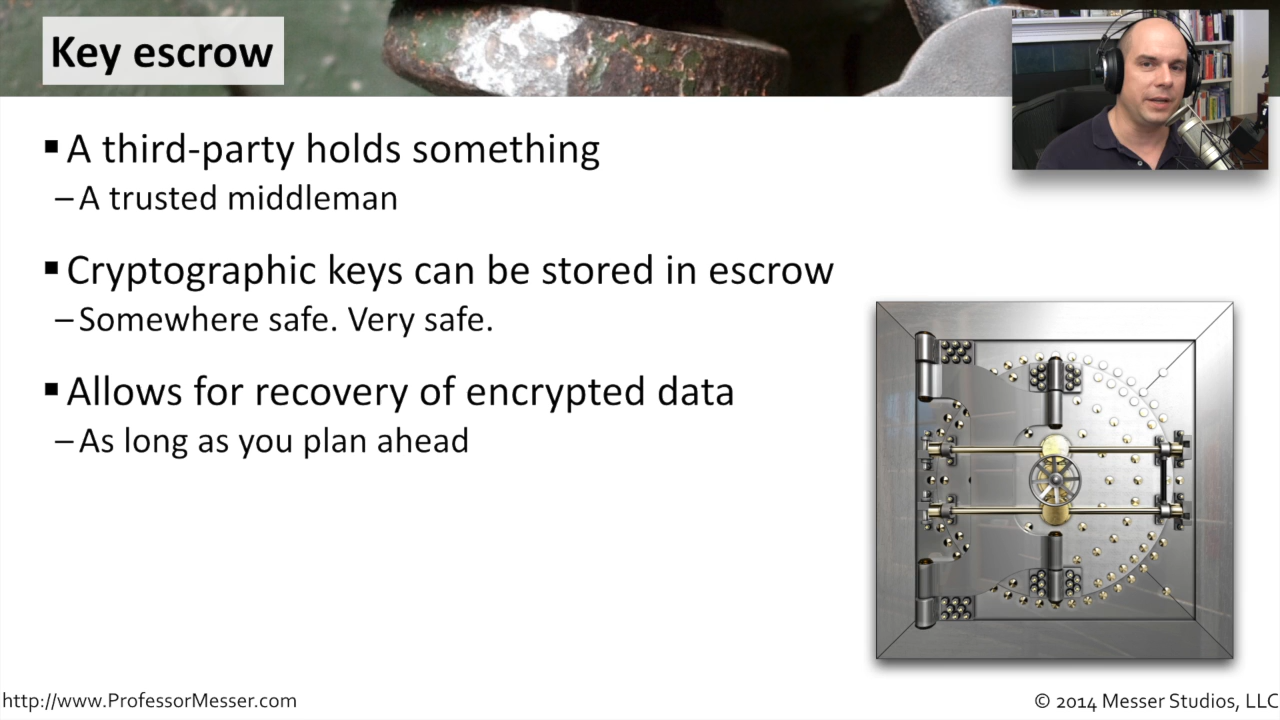 Key escrow
▪ A third-party holds something
– A trusted middleman
▪ Cryptographic keys can be stored in escrow
– Somewhere safe. Very safe.
▪ Allows for recovery of encrypted data
– As long as you plan ahead
http://www.ProfessorMesser.com
© 2014 Messer Studios, LLC